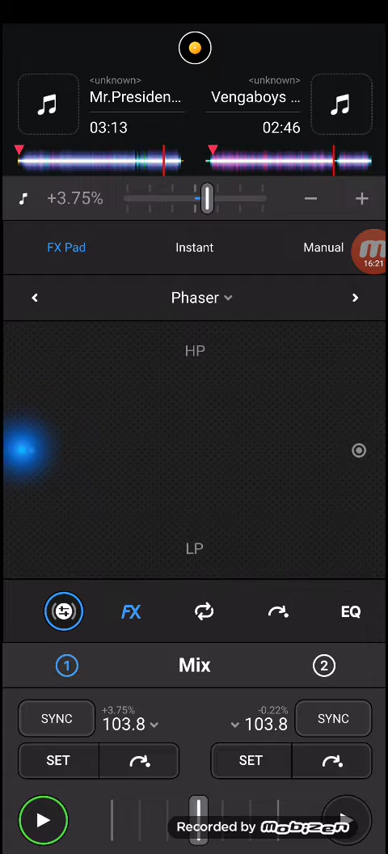 <unknown>
<unknown>
Mr.Presiden...
Vengaboys ...
03:13
02:46
+3.75%
FX Pad
Instant
Manual
16:21
Phaser
HP
LP
FX
EQ
1
Mix
2
SYNC
+3.75%
103.8
-0.22%
103.8
SYNC
SET
SET
Recorded by MOBIZEN